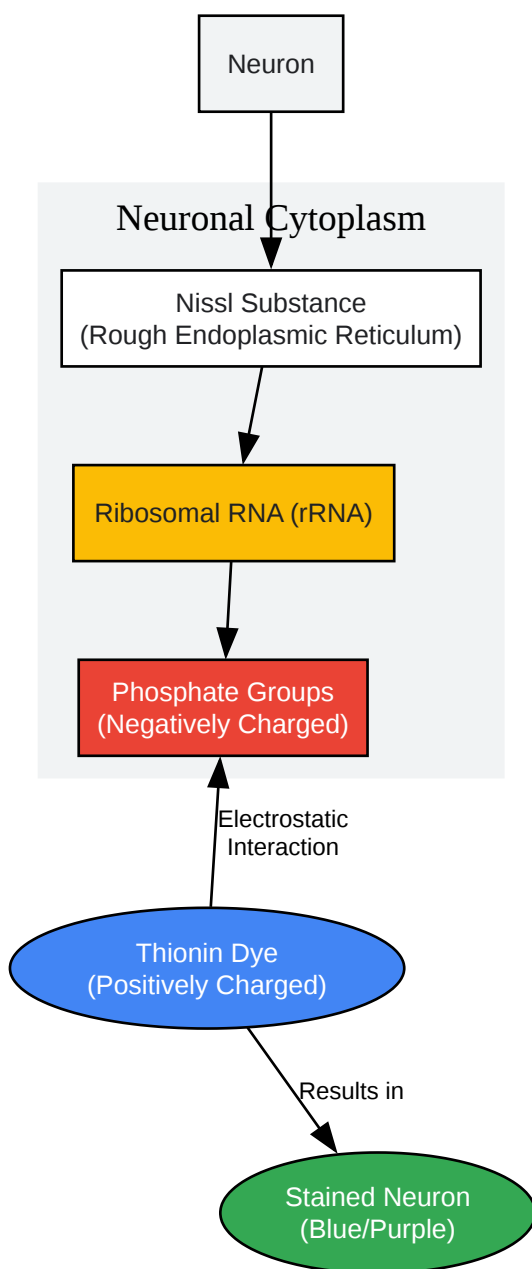 Neuron
Neuronal Cytoplasm
Nissl Substance
(Rough Endoplasmic Reticulum)
Ribosomal RNA (rRNA)
Phosphate Groups
(Negatively Charged)
Electrostatic
Interaction
Thionin Dye
(Positively Charged)
Results in
Stained Neuron
(Blue/Purple)